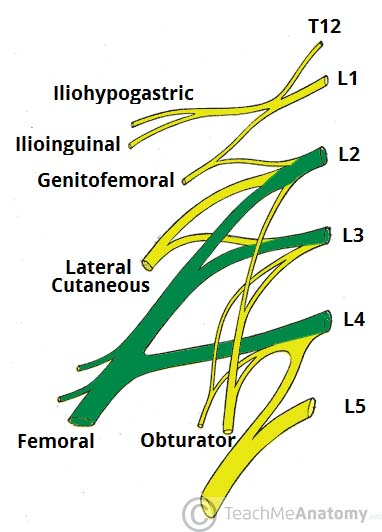 T12
L1
Iliohypogastric
Ilioinguinal
L2
Genitofemoral
L3
Lateral
Cutaneous
L4
L5
Femoral
Obturator
© TeachMeAnatomy